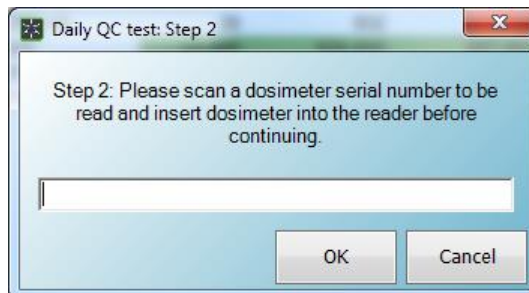 Daily QC test: Step 2
Step 2: Please scan a dosimeter serial number to be
read and insert dosimeter into the reader before
continuing.
OK
Cancel